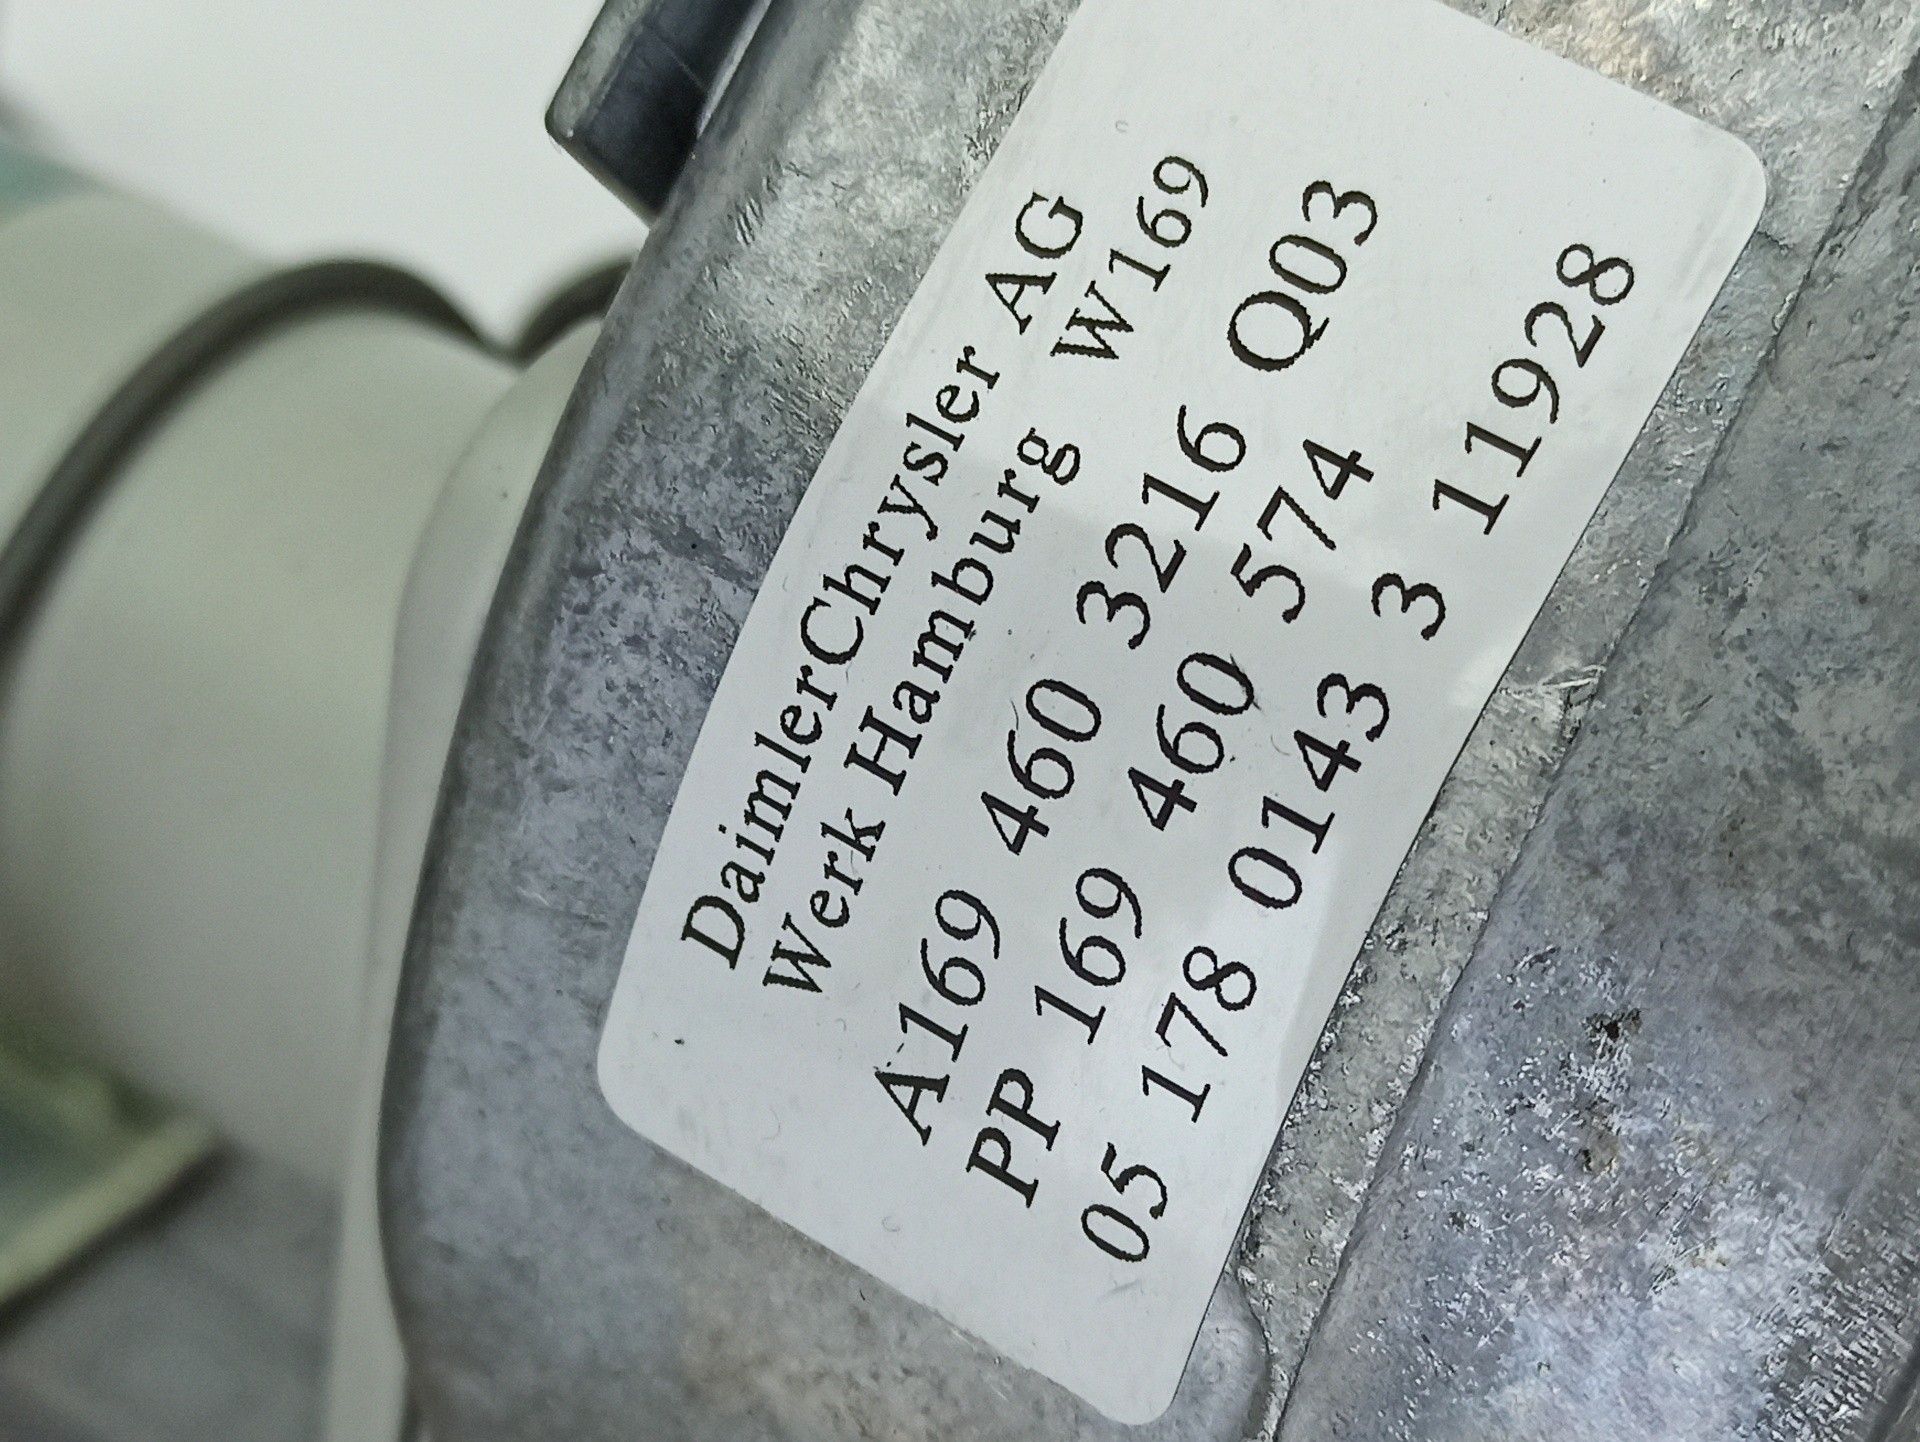 DaimlerChrysler AG
Werk Hamburg W169
A169 460 3216 Q03
PP 169 460 574
05 178 0143 3 11928